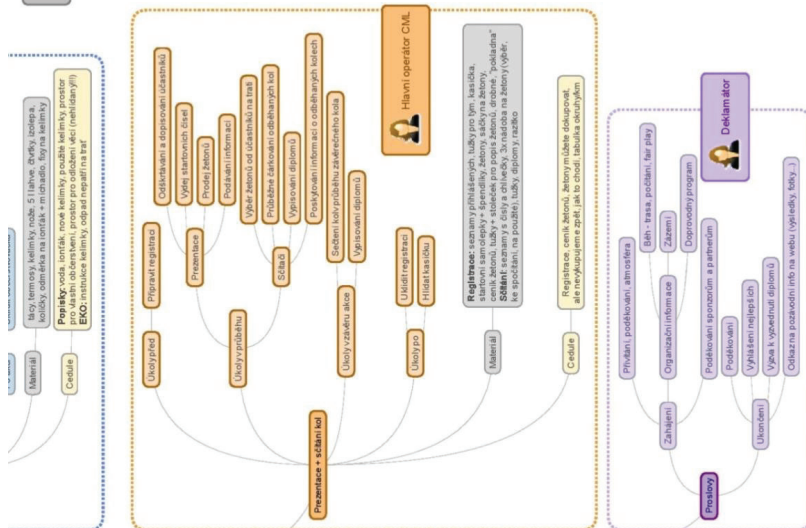 Materiál
tácy, termosy, kelímky, nože, 5 l lahve, čtvrtky, izolepa,
kolíčky, odměrka na ionťák + míchadlo, foyna kelímky
Cedule
Popisky: voda, ionťák, nové kelímky, použité kelímky, prostor
pro vlastní občerstvení, prostor pro odložení věcí (nehlídaný!!!)
EKO: instrukce kelímky, odpad nepatří na trať
Prezentace + sčítání kol
Hlavní operátor CML
Úkoly před
Připravit registraci
Úkoly v průběhu
Prezentace
Odškrtávání a dopisování účastníků
Výdej startovních čísel
Prodej žetonů
Podávání informací
Sčítači
Výběr žetonů od účastníků na trati
Průběžné čárkování odběhaných kol
Vypisování diplomů
Poskytování informací o odběhaných kolech
Úkoly v závěru akce
Sečtení kol v průběhu závěrečného kola
Vypisování diplomů
Úkoly po
Uklidit registraci
Hlídat kasičku
Materiál
Registrace: seznamy přihlášených, tužky pro tým, kasička,
startovní samolepky + špendlíky, žetony, sáčky na žetony,
ceník žetonů, tužky + stoleček pro popis žetonů, drobné, "pokladna"
Sčítání: seznamy s čísly a chlívečky, 3x nádoba na žetony (výběr,
ke spočítání, na použité), tužky, diplomy, razítko
Cedule
Registrace, ceník žetonů, žetony můžete dokupovat,
ale nevykupujeme zpět, jak to chodí, tabulka okruhy/km
Proslovy
Deklamátor
Zahájení
Přivítání, poděkování, atmosféra
Organizační informace
Běh - trasa, počítání, fair play
Zázemí
Doprovodný program
Poděkování sponzorům a partnerům
Ukončení
Poděkování
Vyhlášení nejlepších
Výzva k vyzvednutí diplomů
Odkaz na pozávodní info na webu (výsledky, fotky...)